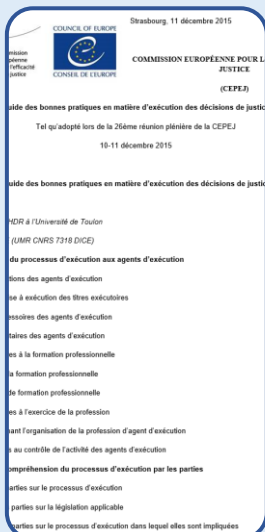 COUNCIL OF EUROPE
Strasbourg, 11 décembre 2015
mission
péenne
l'efficacité
justice
CONSEIL DE L'EUROPE
COMMISSION EUROPÉENNE POUR L
JUSTICE
(CEPEJ)
uide des bonnes pratiques en matière d'exécution des décisions de justic
Tel qu'adopté lors de la 26ème réunion plénière de la CEPEJ
10-11 décembre 2015
uide des bonnes pratiques en matière d'exécution des décisions de justic
HDR à l'Université de Toulon
(UMR CNRS 7318 DICE)
du processus d'exécution aux agents d'exécution
tions des agents d'exécution
ise à exécution des titres exécutoires
essoires des agents d'exécution
taires des agents d'exécution
es à la formation professionnelle
a formation professionnelle
de formation professionnelle
es à l'exercice de la profession
nant l'organisation de la profession d'agent d'exécution
s au contrôle de l'activité des agents d'exécution
ompréhension du processus d'exécution par les parties
arties sur le processus d'exécution
parties sur la législation applicable
parties sur le processus d'exécution dans lequel elles sont impliquées